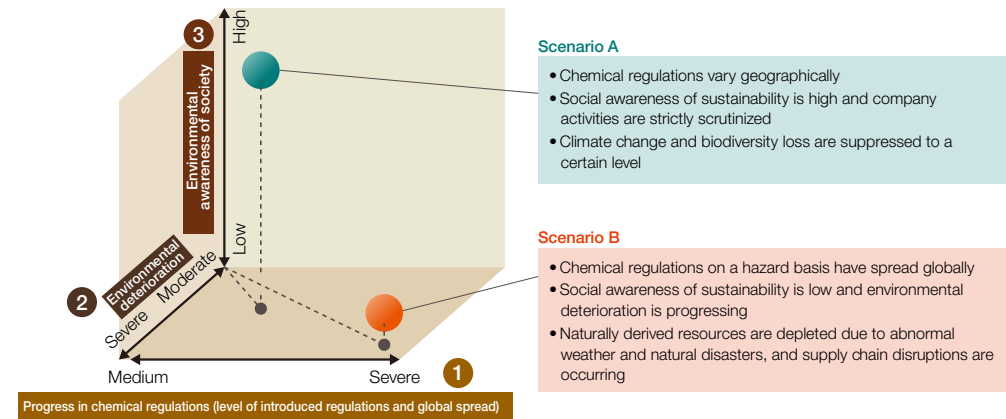 3
High
Environmental
awareness of society
Low
2
Environmental
deterioration
Moderate
Severe
Medium
Severe
1
Progress in chemical regulations (level of introduced regulations and global spread)
Scenario A
• Chemical regulations vary geographically
• Social awareness of sustainability is high and company
activities are strictly scrutinized
• Climate change and biodiversity loss are suppressed to a
certain level
Scenario B
• Chemical regulations on a hazard basis have spread globally
• Social awareness of sustainability is low and environmental
deterioration is progressing
• Naturally derived resources are depleted due to abnormal
weather and natural disasters, and supply chain disruptions are
occurring